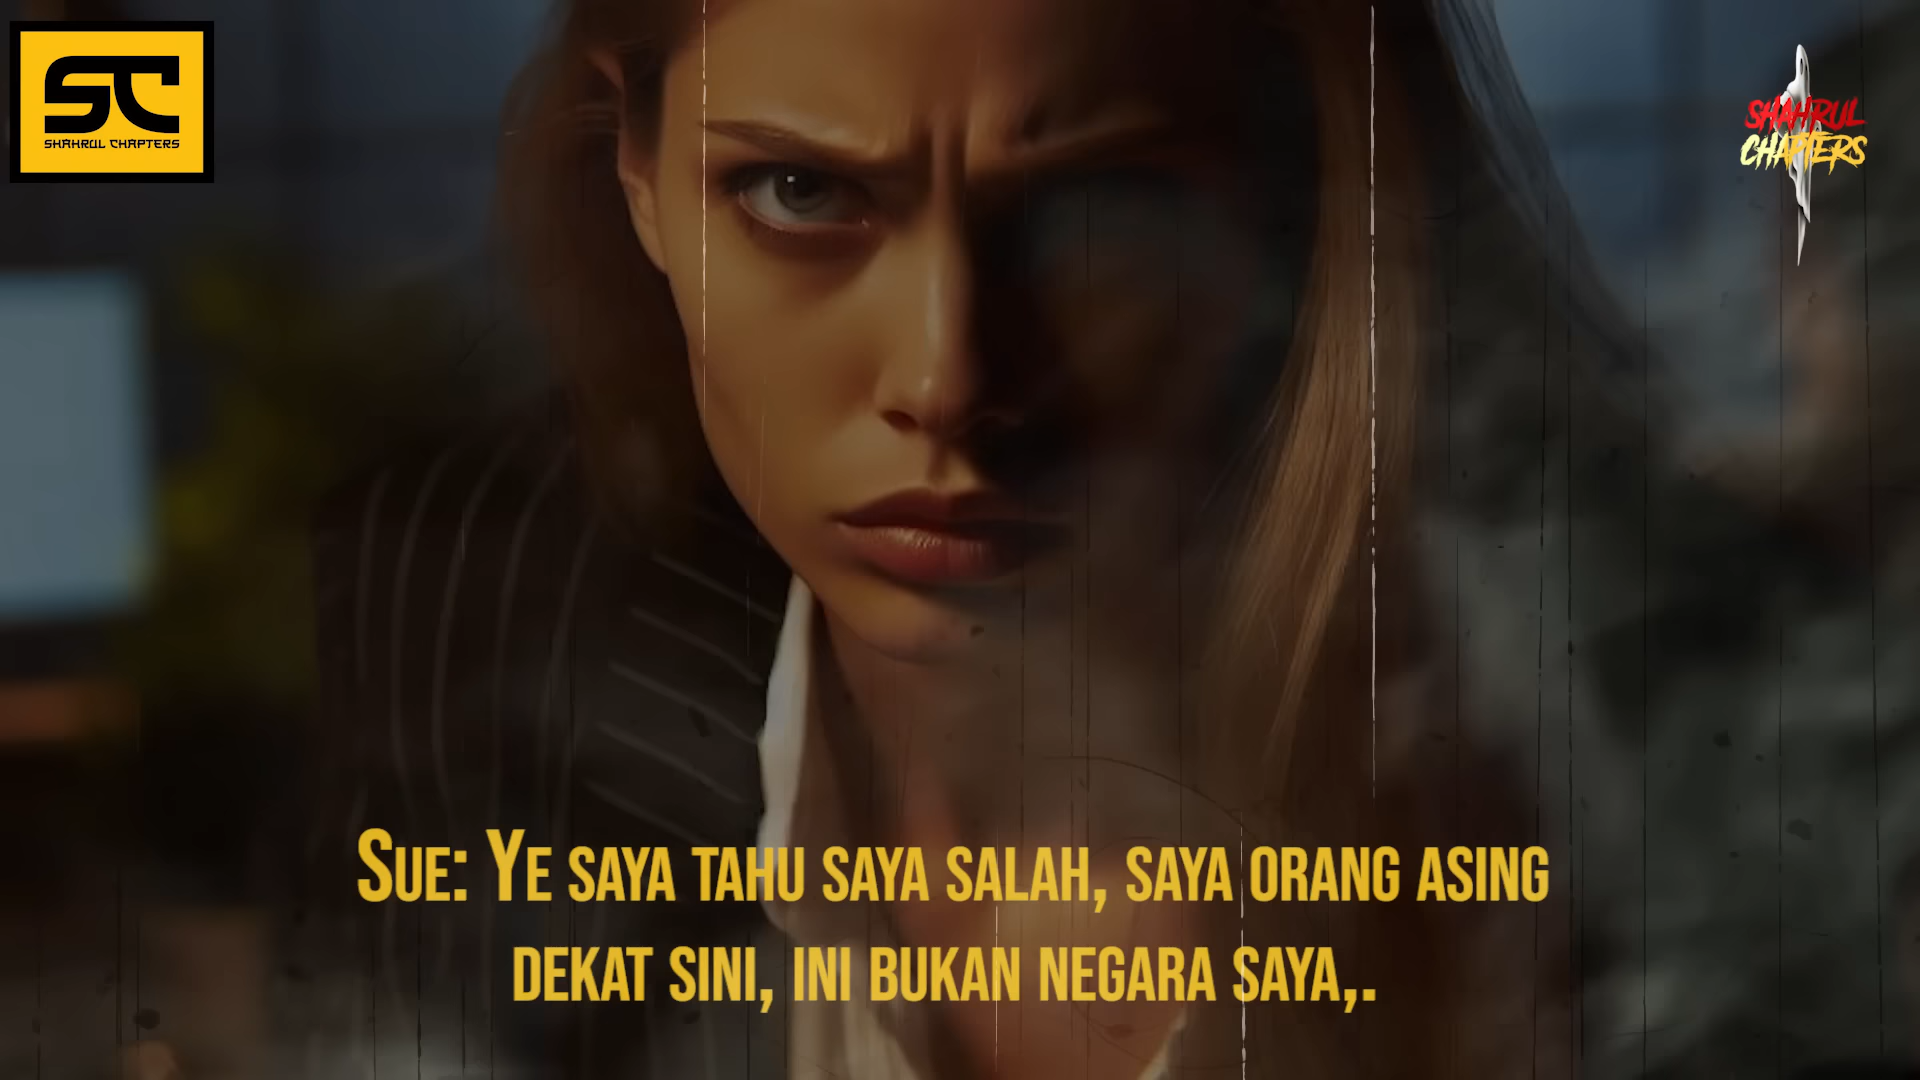 SC
SHAHRUL CHAPTERS
SHAHRUL
CHAPTERS
Sue: Ye saya tahu saya salah, saya orang asing
dekat sini, ini bukan negara saya,.